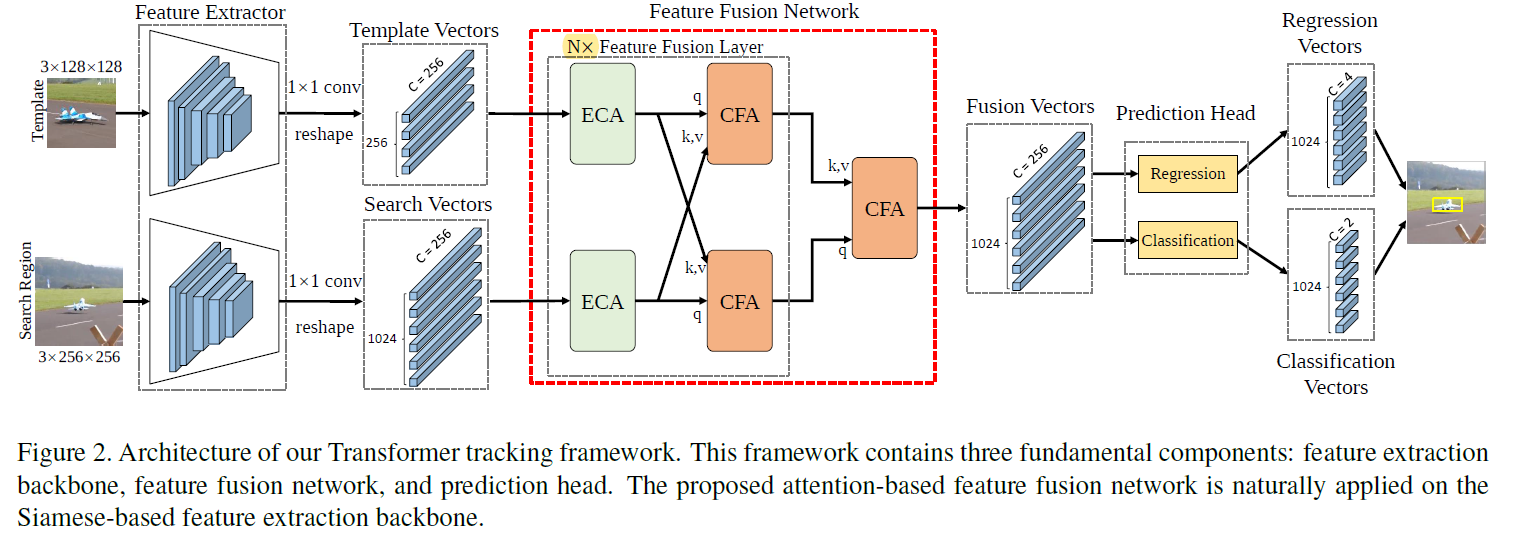 Feature Extractor
Template Vectors
Feature Fusion Network
Regression
Vectors
3×128×128
Template
1×1 conv
reshape
C = 256
256
N× Feature Fusion Layer
ECA
q
k,v
CFA
k,v
CFA
q
Fusion Vectors
C = 256
1024
Prediction Head
Regression
Classification
C = 4
1024
Search Vectors
Search Region
3×256×256
1×1 conv
reshape
C = 256
1024
ECA
k,v
q
CFA
C = 2
1024
Classification
Vectors
Figure 2. Architecture of our Transformer tracking framework. This framework contains three fundamental components: feature extraction
backbone, feature fusion network, and prediction head. The proposed attention-based feature fusion network is naturally applied on the
Siamese-based feature extraction backbone.